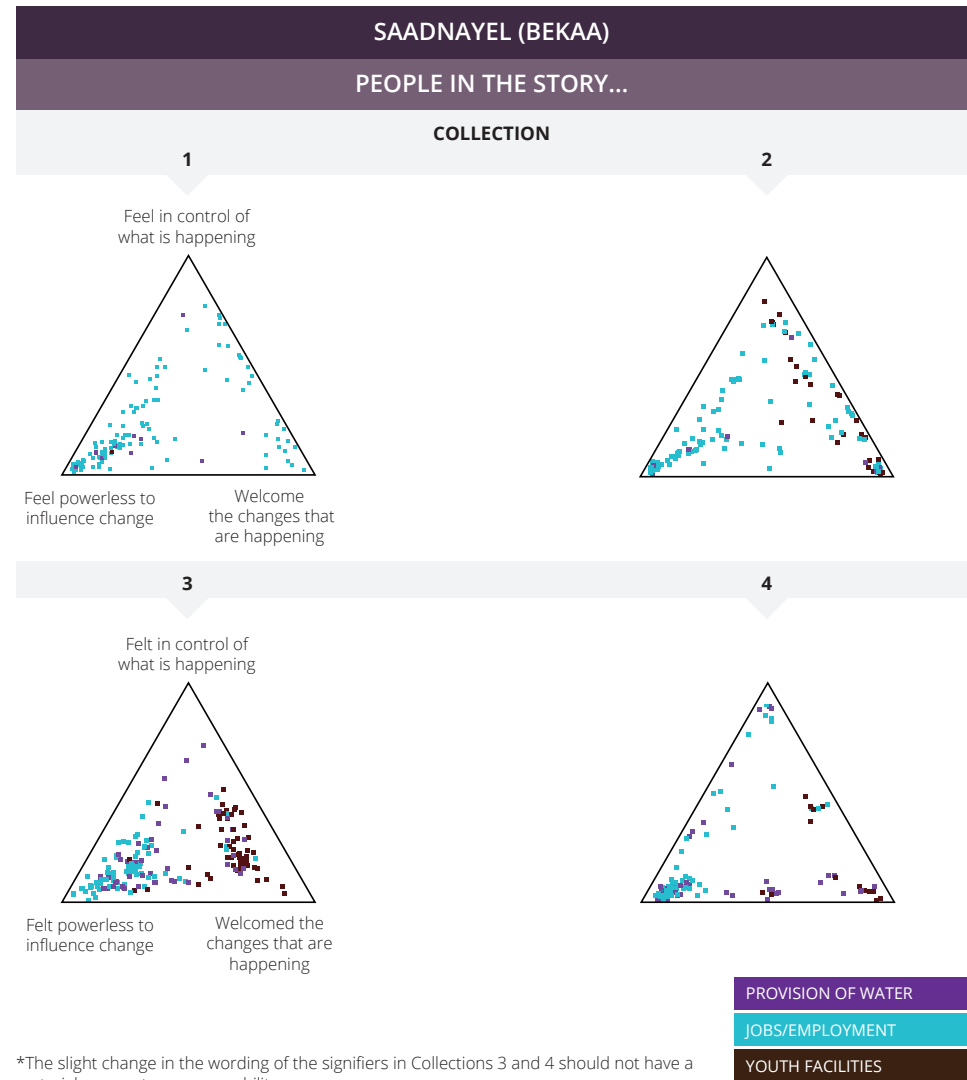 SAADNAYEL (BEKAA)
PEOPLE IN THE STORY...
COLLECTION
1
2
Feel in control of
what is happening
Feel powerless to
influence change
Welcome
the changes that
are happening
3
4
Felt in control of
what is happening
Felt powerless to
influence change
Welcomed the
changes that are
happening
PROVISION OF WATER
JOBS/EMPLOYMENT
YOUTH FACILITIES
*The slight change in the wording of the signifiers in Collections 3 and 4 should not have a